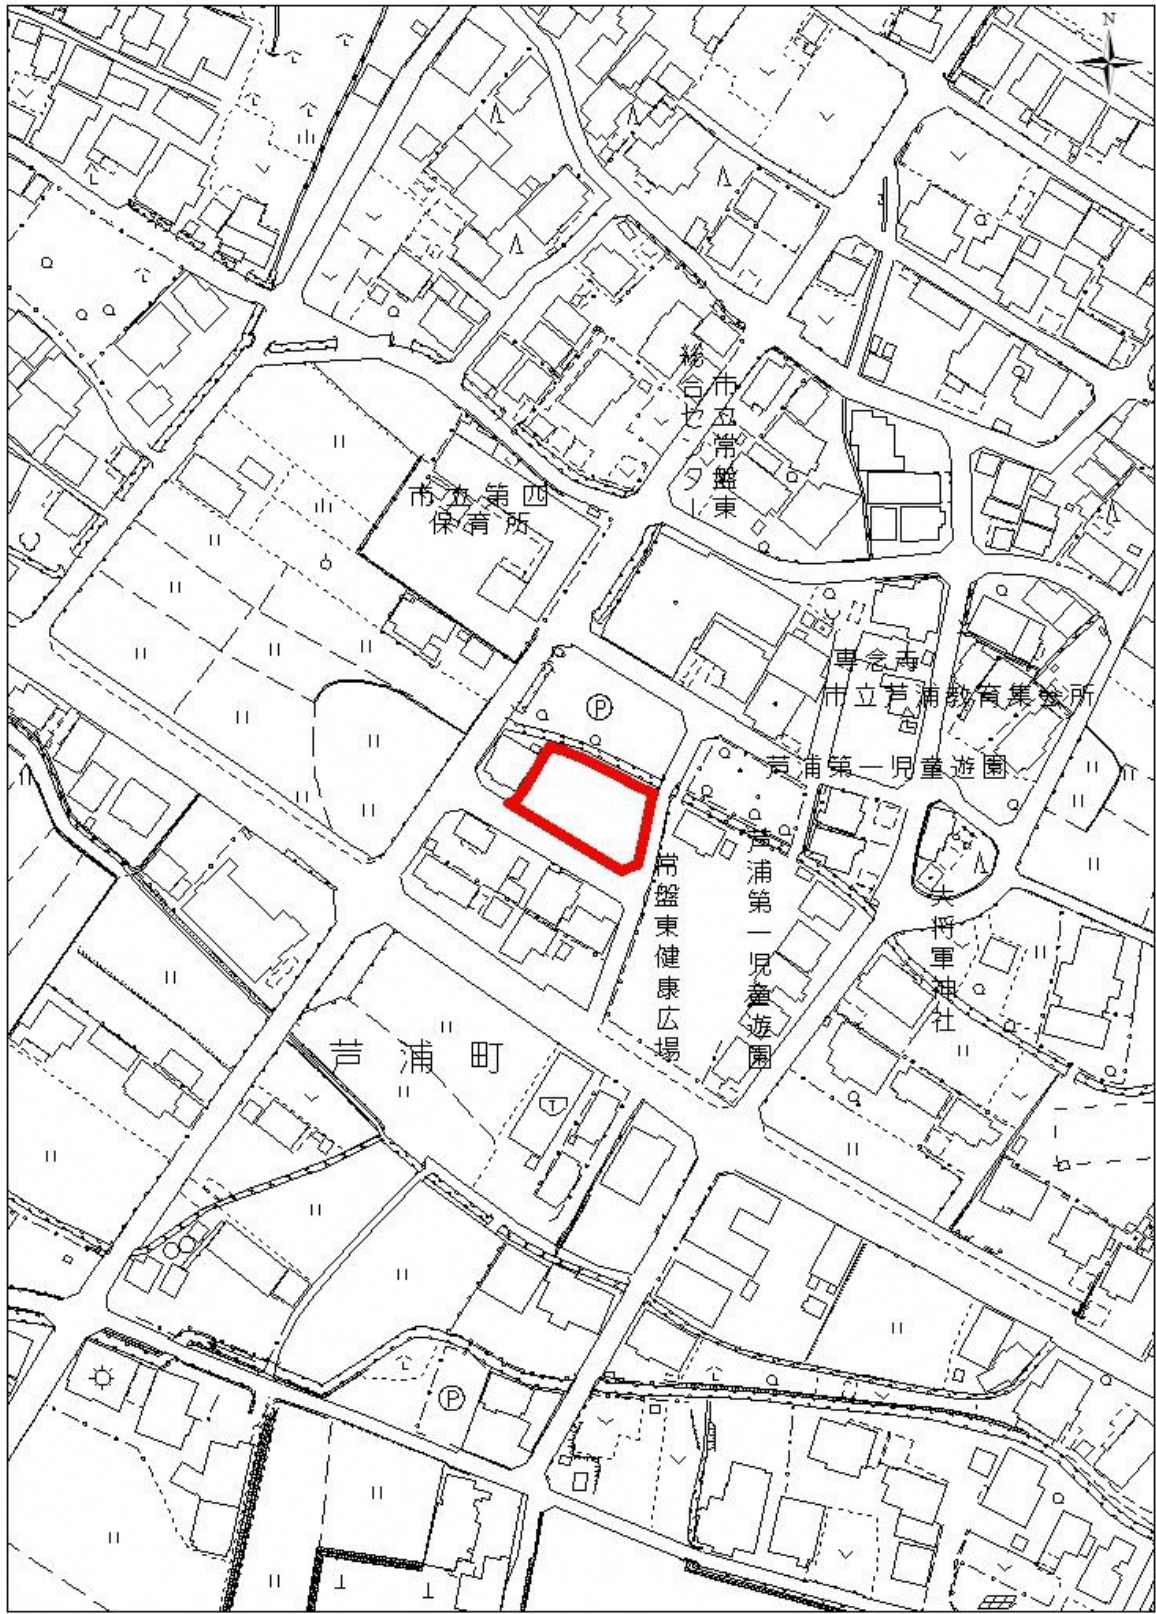 N
市立常盤東
総合センター
市立第四
保育所
専念寺
市立芦浦教育集会所
芦浦第一児童遊園
P
芦浦第一児童遊園
常盤東健康広場
大将軍神社
芦浦町
P